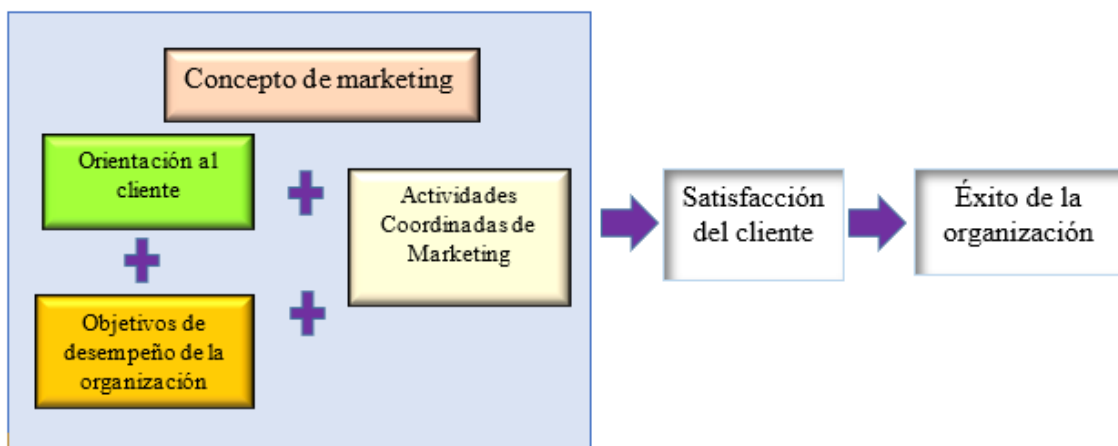 Concepto de marketing
Orientación al
cliente
Actividades
Coordinadas de
Marketing
Objetivos de
desempeño de la
organización
Satisfacción
del cliente
Éxito de la
organización